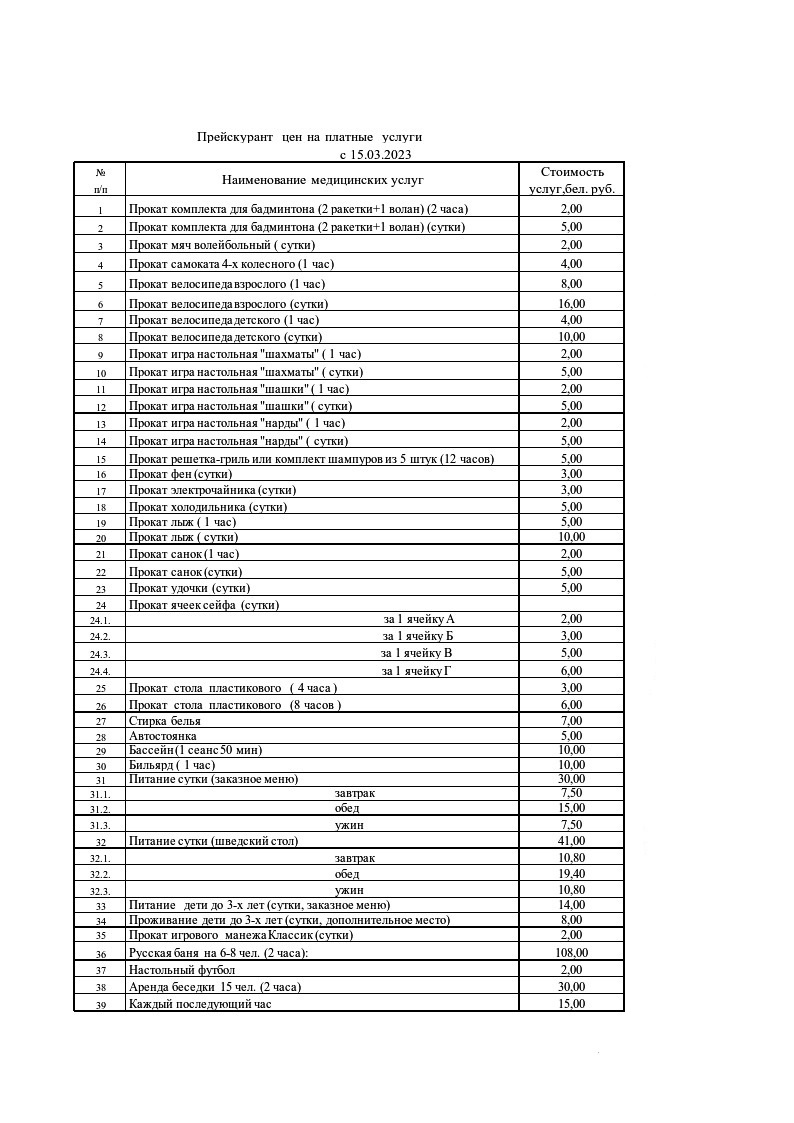 Прейскурант цен на платные услуги
с 15.03.2023
№ п/п Наименование медицинских услуг Стоимость услуг,бел. руб.
1 Прокат комплекта для бадминтона (2 ракетки+1 волан) (2 часа) 2,00
2 Прокат комплекта для бадминтона (2 ракетки+1 волан) (сутки) 5,00
3 Прокат мяч волейбольный ( сутки) 2,00
4 Прокат самоката 4-х колесного (1 час) 4,00
5 Прокат велосипеда взрослого (1 час) 8,00
6 Прокат велосипеда взрослого (сутки) 16,00
7 Прокат велосипеда детского (1 час) 4,00
8 Прокат велосипеда детского (сутки) 10,00
9 Прокат игра настольная "шахматы" ( 1 час) 2,00
10 Прокат игра настольная "шахматы" ( сутки) 5,00
11 Прокат игра настольная "шашки" ( 1 час) 2,00
12 Прокат игра настольная "шашки" ( сутки) 5,00
13 Прокат игра настольная "нарды" ( 1 час) 2,00
14 Прокат игра настольная "нарды" ( сутки) 5,00
15 Прокат решетка-гриль или комплект шампуров из 5 штук (12 часов) 5,00
16 Прокат фен (сутки) 3,00
17 Прокат электрочайника (сутки) 3,00
18 Прокат холодильника (сутки) 5,00
19 Прокат лыж ( 1 час) 5,00
20 Прокат лыж ( сутки) 10,00
21 Прокат санок (1 час) 2,00
22 Прокат санок (сутки) 5,00
23 Прокат удочки (сутки) 5,00
24 Прокат ячеек сейфа (сутки)
24.1. за 1 ячейку А 2,00
24.2. за 1 ячейку Б 3,00
24.3. за 1 ячейку В 5,00
24.4. за 1 ячейку Г 6,00
25 Прокат стола пластикового ( 4 часа ) 3,00
26 Прокат стола пластикового (8 часов ) 6,00
27 Стирка белья 7,00
28 Автостоянка 5,00
29 Бассейн (1 сеанс 50 мин) 10,00
30 Бильярд ( 1 час) 10,00
31 Питание сутки (заказное меню) 30,00
31.1. завтрак 7,50
31.2. обед 15,00
31.3. ужин 7,50
32 Питание сутки (шведский стол) 41,00
32.1. завтрак 10,80
32.2. обед 19,40
32.3. ужин 10,80
33 Питание дети до 3-х лет (сутки, заказное меню) 14,00
34 Проживание дети до 3-х лет (сутки, дополнительное место) 8,00
35 Прокат игрового манежа Классик (сутки) 2,00
36 Русская баня на 6-8 чел. (2 часа): 108,00
37 Настольный футбол 2,00
38 Аренда беседки 15 чел. (2 часа) 30,00
39 Каждый последующий час 15,00